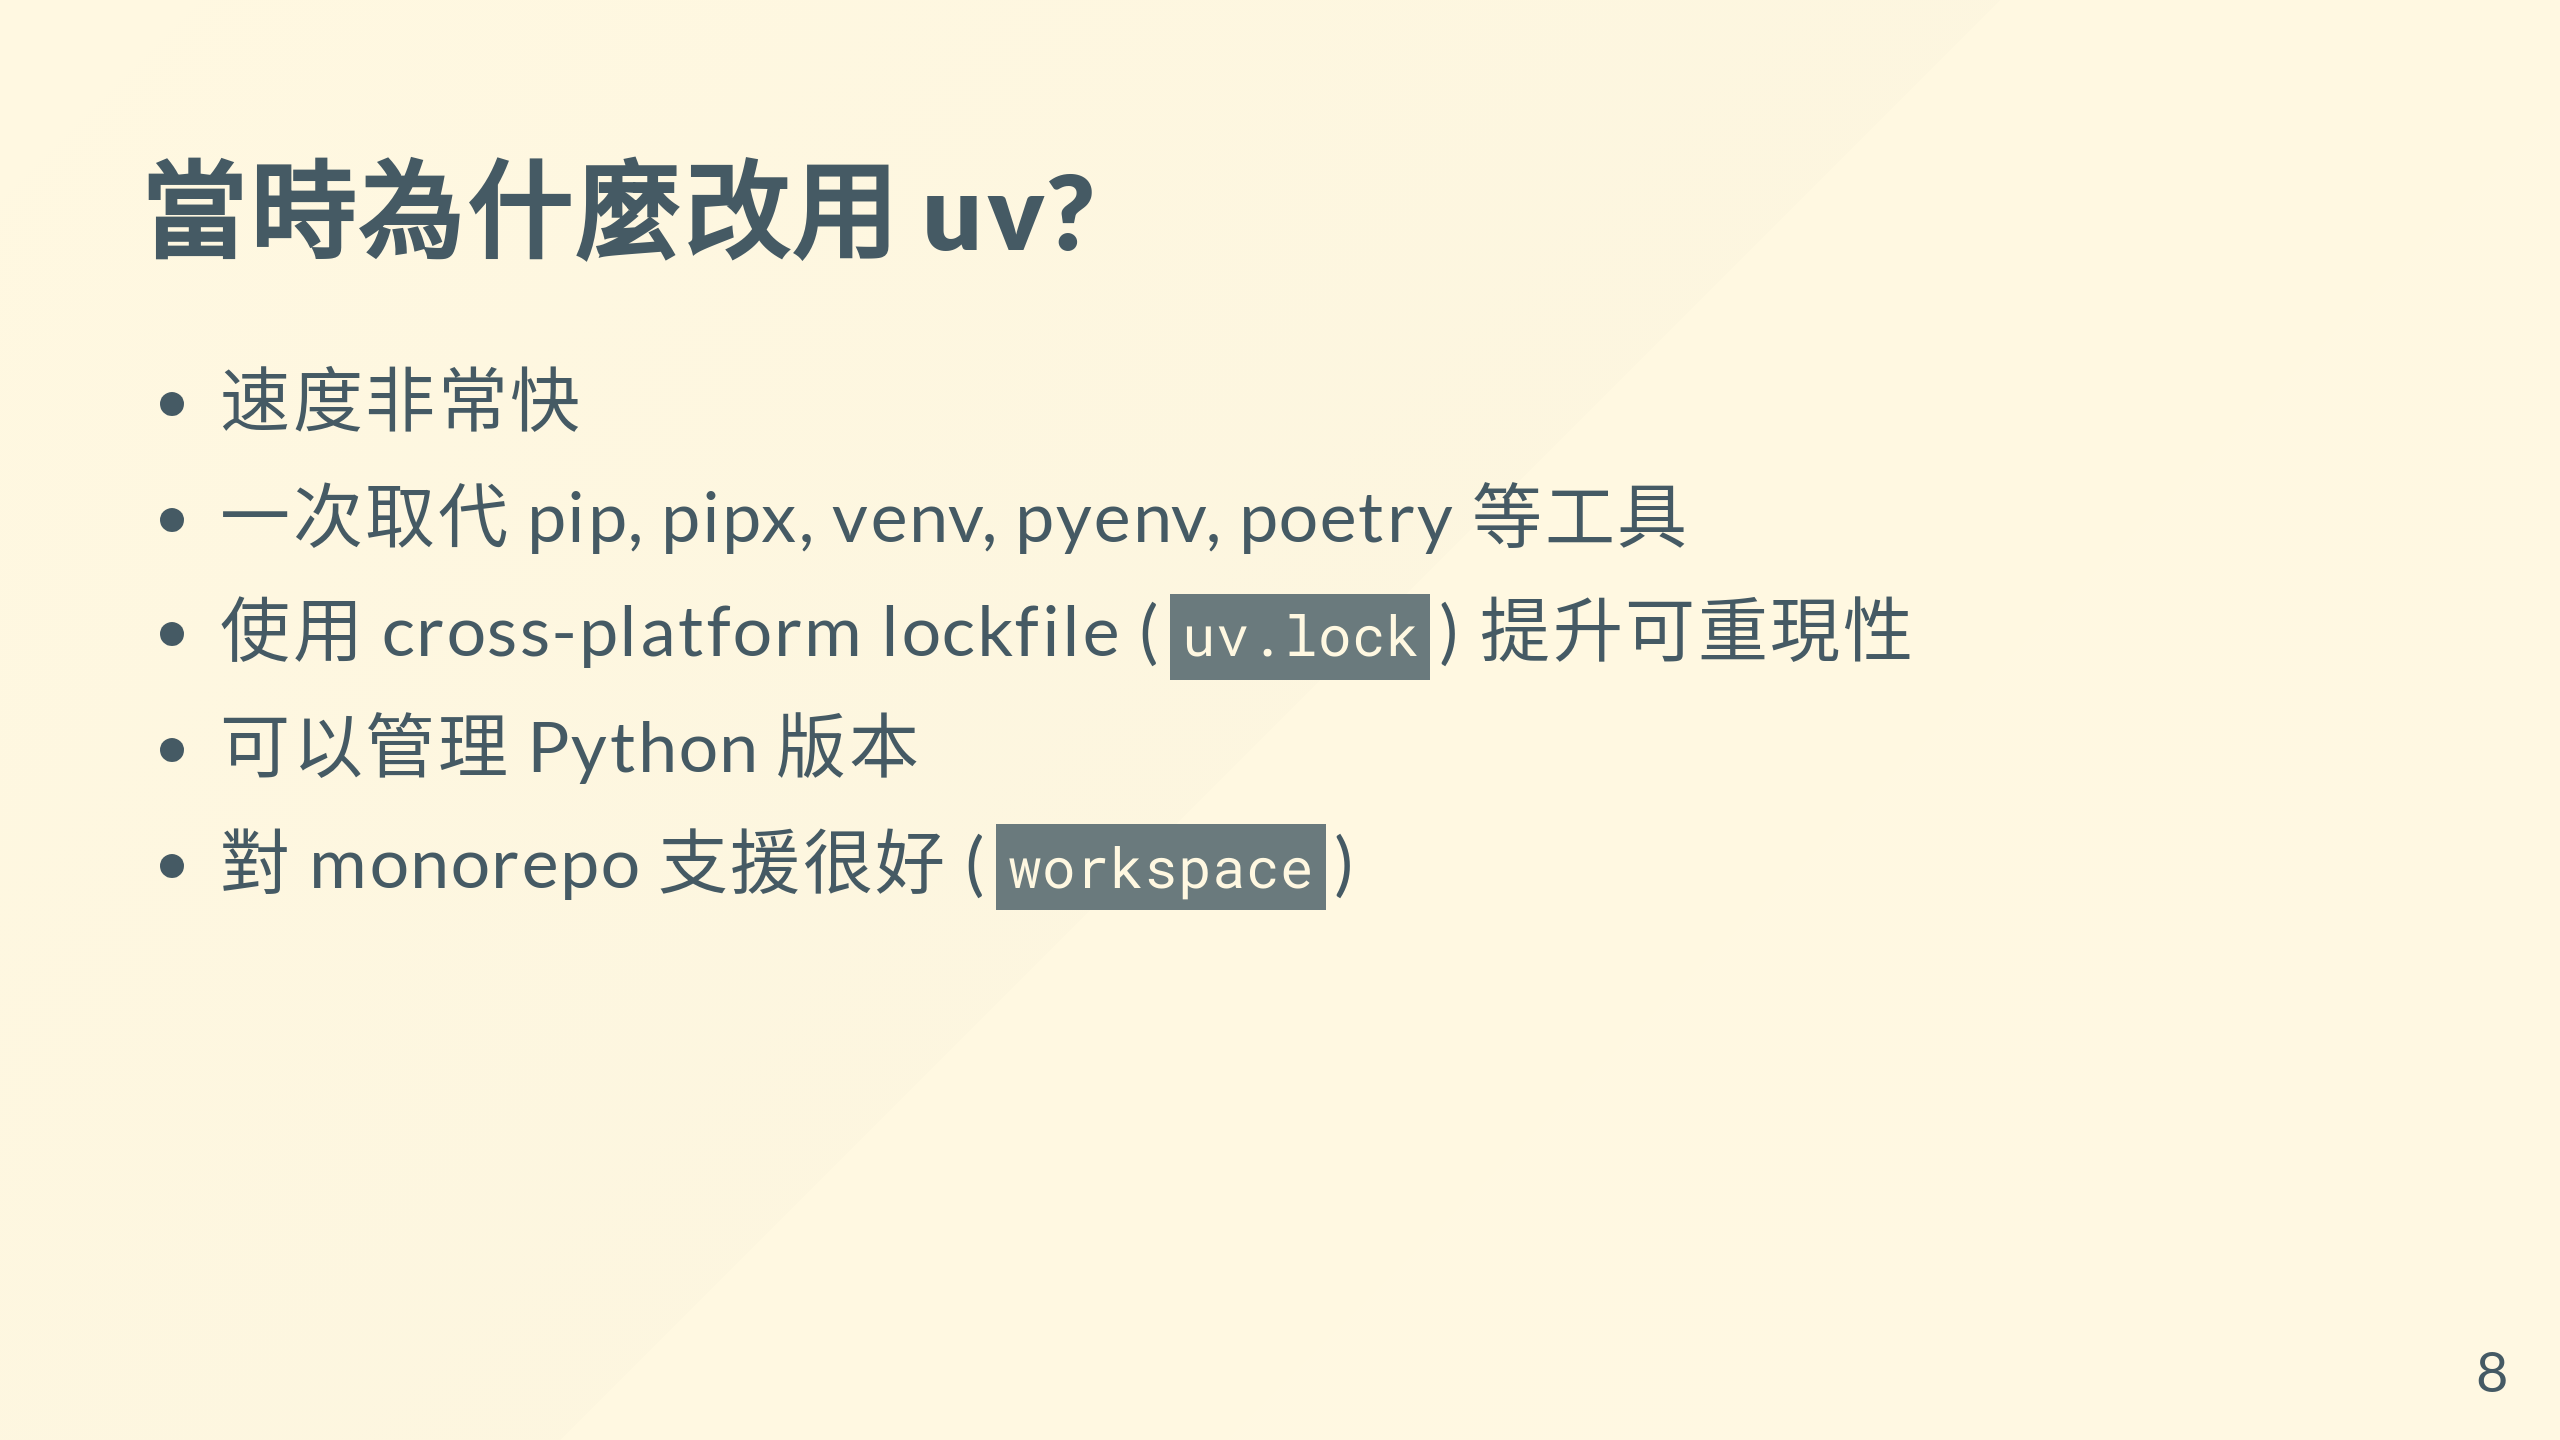 當時為什麼改用 uv?
速度非常快
一次取代 pip, pipx, venv, pyenv, poetry 等工具
使用 cross-platform lockfile (uv.lock) 提升可重現性
可以管理 Python 版本
對 monorepo 支援很好 (workspace)
8